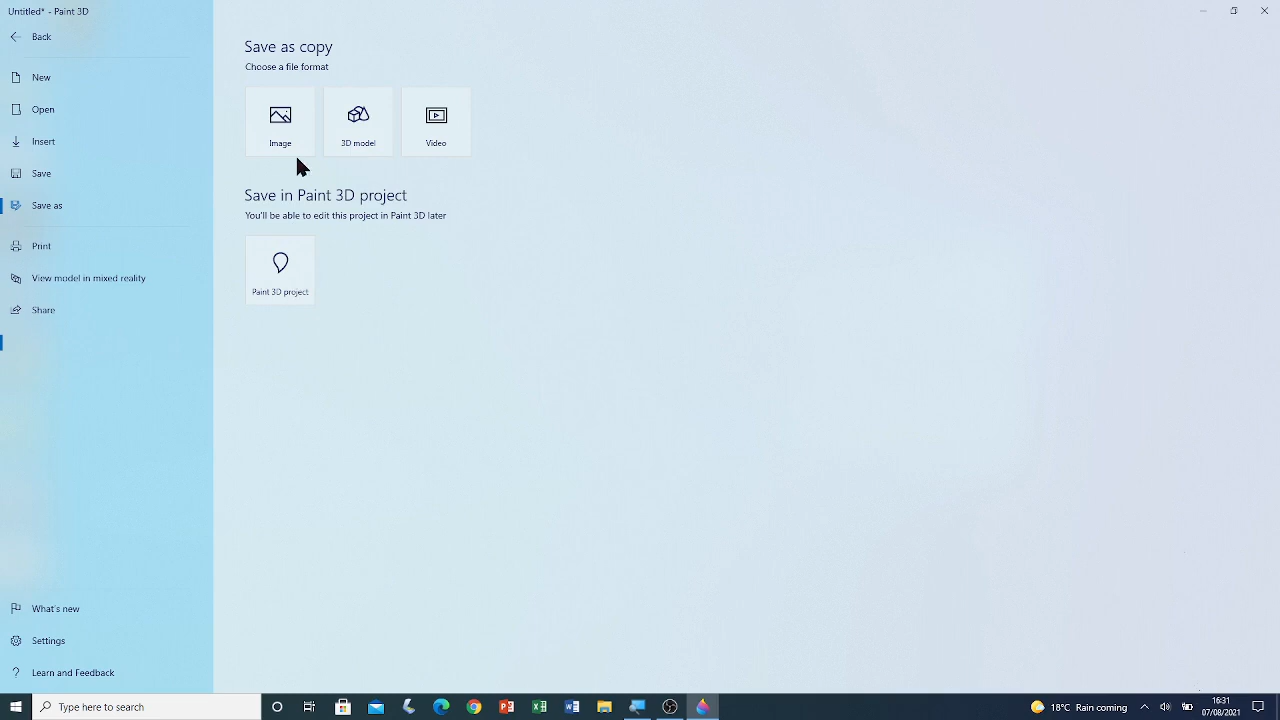 Untitled* - Paint 3D
Back
New
Open
Insert
Save
Save as
Print
View model in mixed reality
Share
What's new
Settings
Learn and Feedback
Save as copy
Choose a file format
Image
3D model
Video
Save in Paint 3D project
You'll be able to edit this project in Paint 3D later
Paint 3D project
Type here to search
18°C Rain coming
16:31
07/08/2021